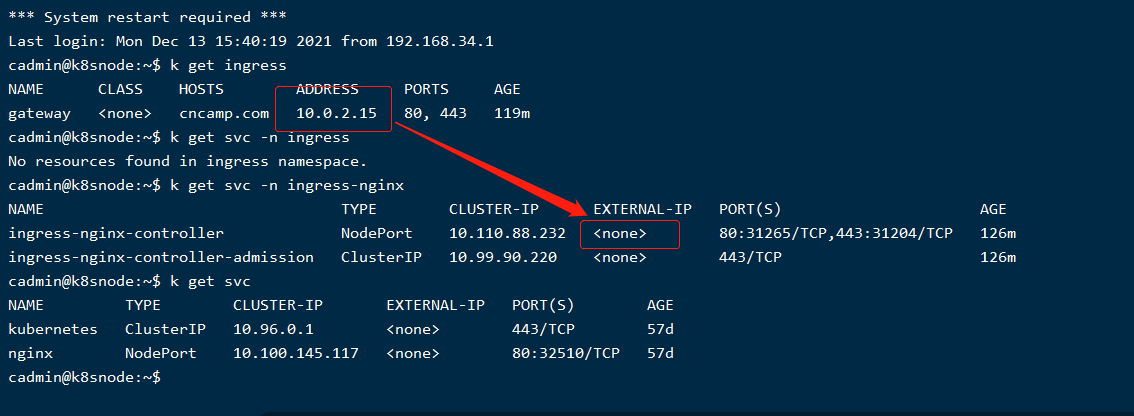 *** System restart required ***
Last login: Mon Dec 13 15:40:19 2021 from 192.168.34.1
cadmin@k8snode:~$ k get ingress
NAME CLASS HOSTS ADDRESS PORTS AGE
gateway <none> cncamp.com 10.0.2.15 80, 443 119m
cadmin@k8snode:~$ k get svc -n ingress
No resources found in ingress namespace.
cadmin@k8snode:~$ k get svc -n ingress-nginx
NAME TYPE CLUSTER-IP EXTERNAL-IP PORT(S) AGE
ingress-nginx-controller NodePort 10.110.88.232 <none> 80:31265/TCP,443:31204/TCP 126m
ingress-nginx-controller-admission ClusterIP 10.99.90.220 <none> 443/TCP 126m
cadmin@k8snode:~$ k get svc
NAME TYPE CLUSTER-IP EXTERNAL-IP PORT(S) AGE
kubernetes ClusterIP 10.96.0.1 <none> 443/TCP 57d
nginx NodePort 10.100.145.117 <none> 80:32510/TCP 57d
cadmin@k8snode:~$